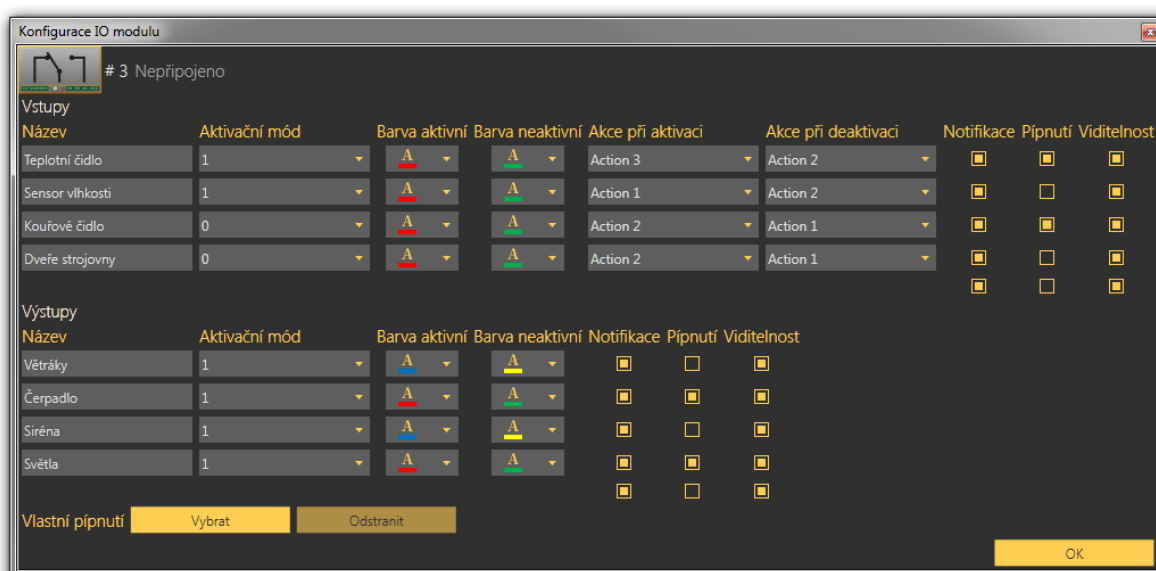 Konfigurace IO modulu
# 3 Nepřipojeno
Vstupy
Název Aktivační mód Barva aktivní Barva neaktivní Akce při aktivaci Akce při deaktivaci Notifikace Pípnutí Viditelnost
Teplotní čidlo 1 A A Action 3 Action 2
Sensor vlhkosti 1 A A Action 1 Action 2
Kouřové čidlo 0 A A Action 2 Action 1
Dveře strojovny 0 A A Action 2 Action 1
Výstupy
Název Aktivační mód Barva aktivní Barva neaktivní Notifikace Pípnutí Viditelnost
Větráky 1 A A
Čerpadlo 1 A A
Siréna 1 A A
Světla 1 A A
Vlastní pípnutí Vybrat Odstranit
OK